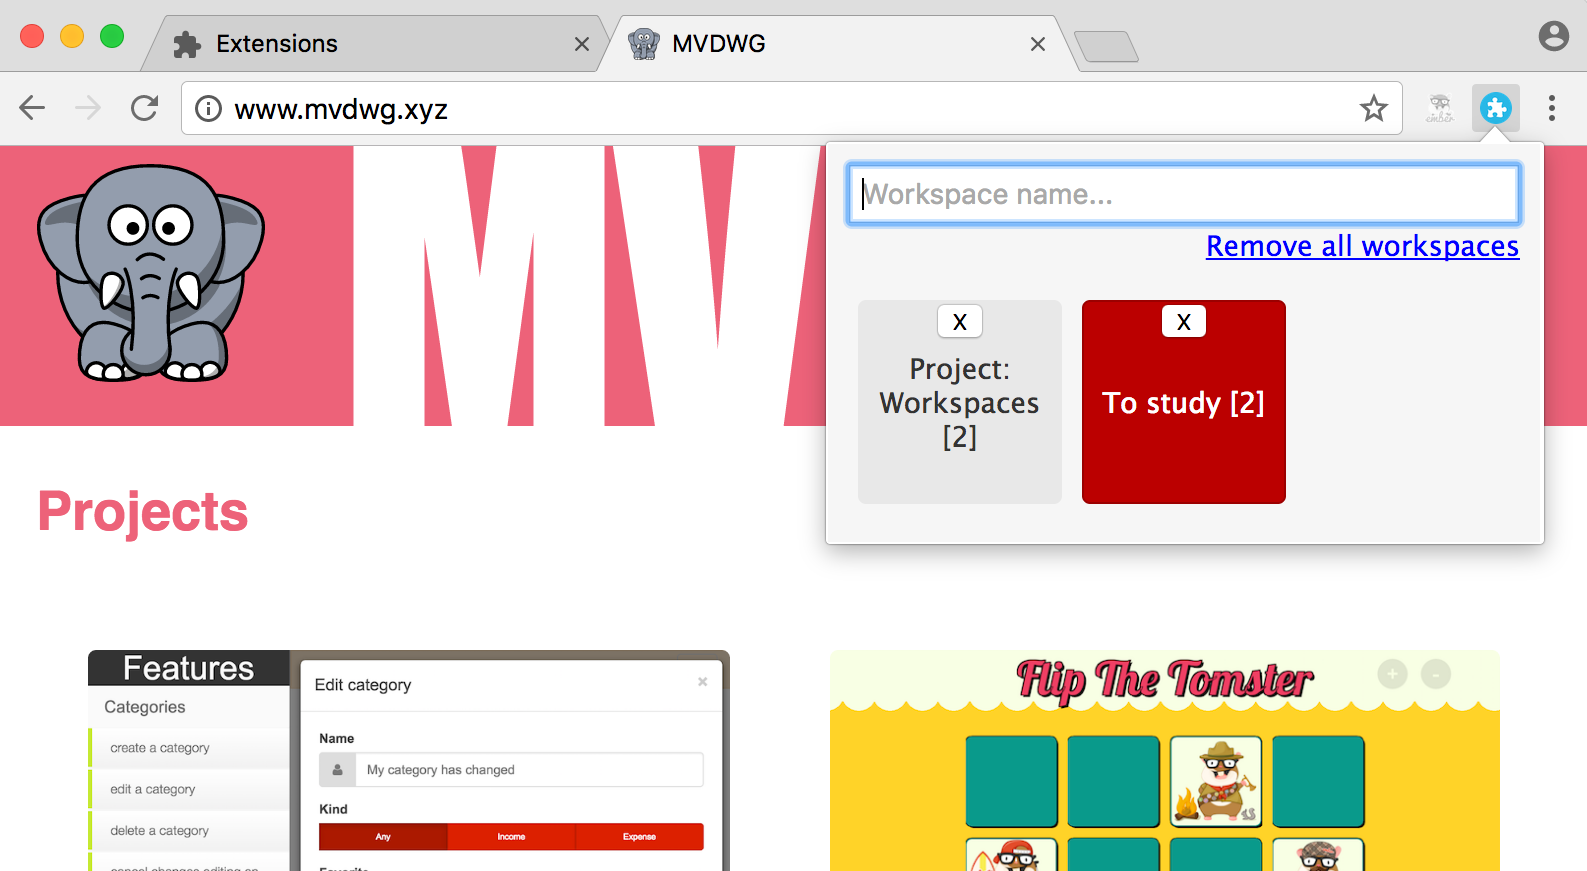 Extensions
MVDWG
www.mvdwg.xyz
ember
Workspace name...
Remove all workspaces
X
Project:
Workspaces
[2]
X
To study [2]
MV
Projects
Features
Categories
create a category
edit a category
delete a category
Edit category
×
Name
My category has changed
Kind
Any
Income
Expense
Flip The Tomster
+
-